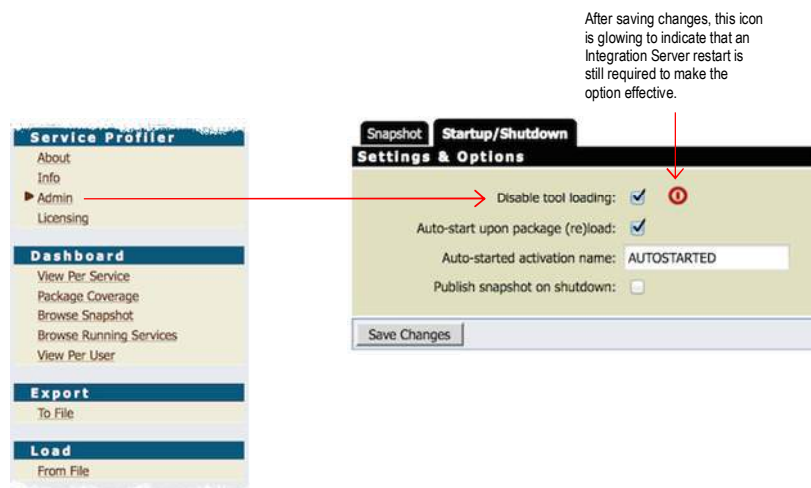 After saving changes, this icon
is glowing to indicate that an
Integration Server restart is
still required to make the
option effective.
Service Profiler
About
Info
Admin
Licensing
Dashboard
View Per Service
Package Coverage
Browse Snapshot
Browse Running Services
View Per User
Export
To File
Load
From File
Snapshot Startup/Shutdown
Settings & Options
Disable tool loading:
Auto-start upon package (re)load:
Auto-started activation name: AUTOSTARTED
Publish snapshot on shutdown:
Save Changes